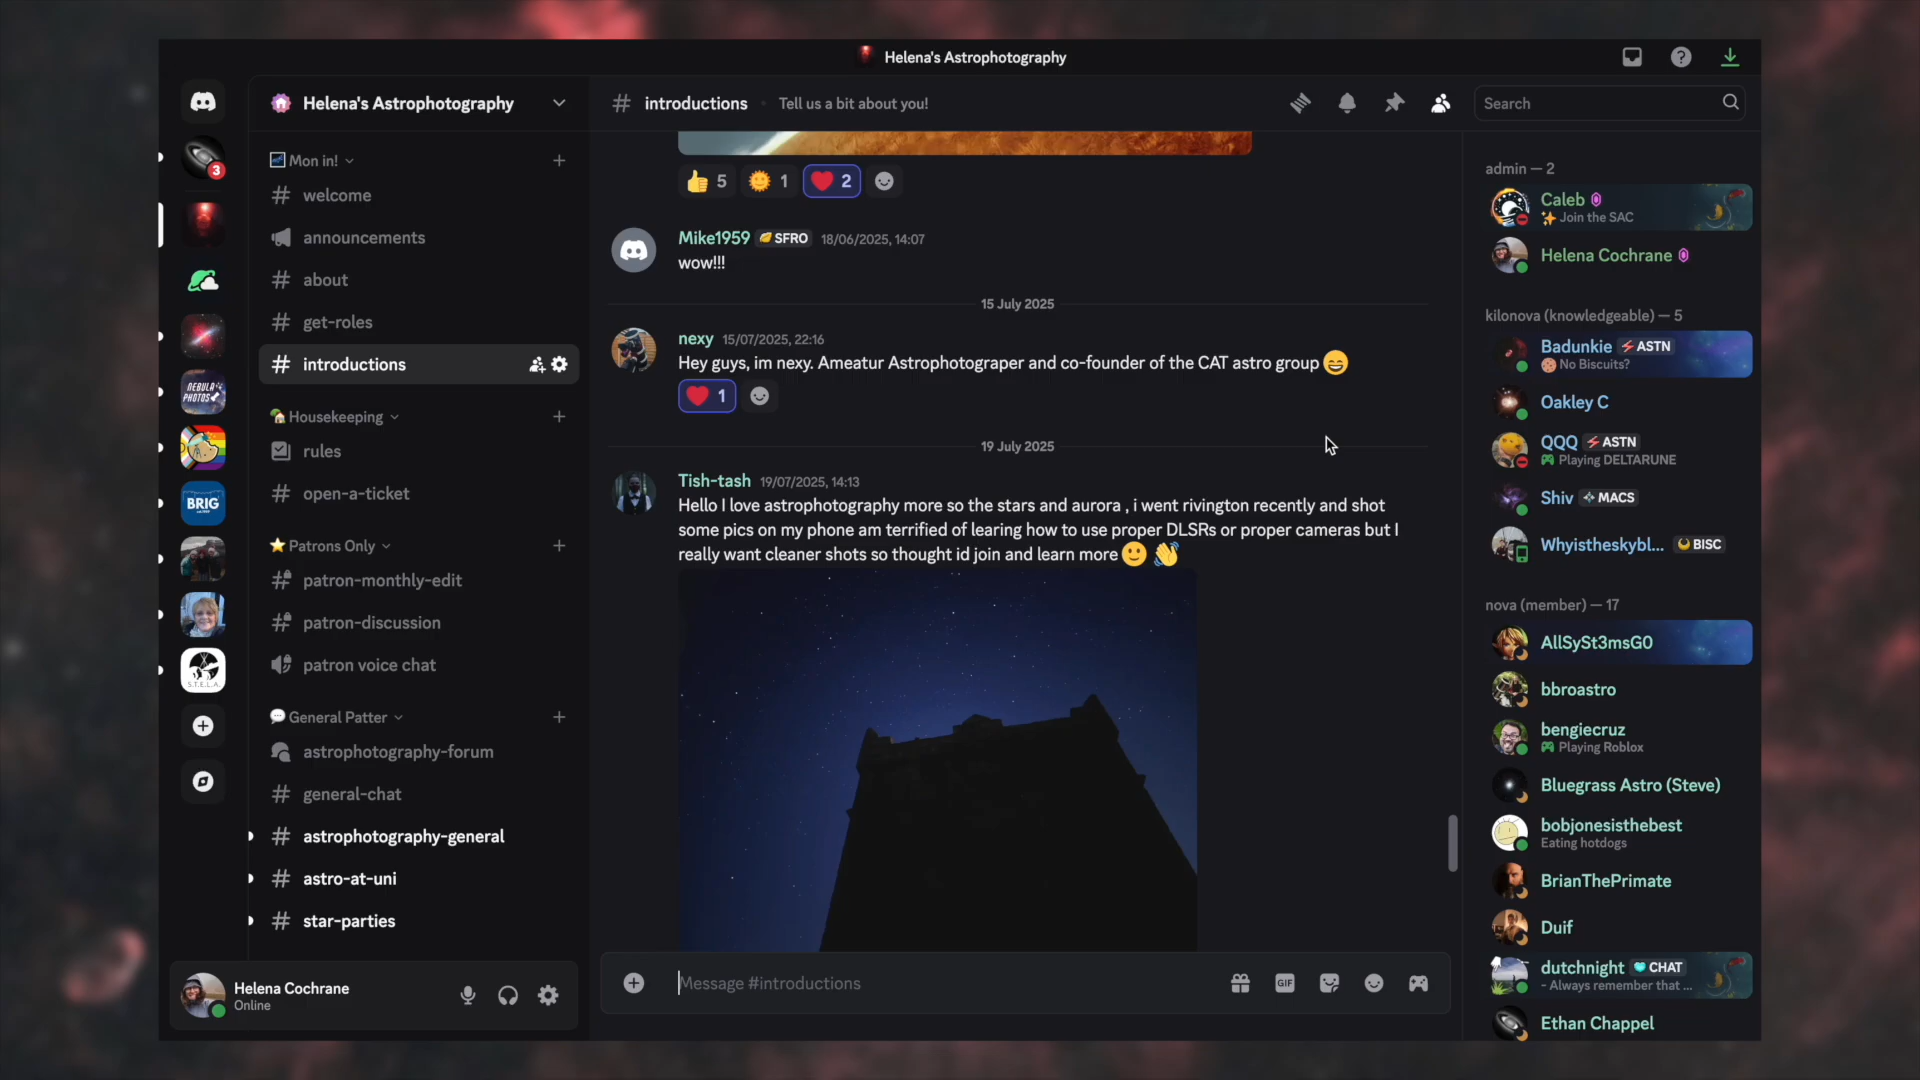 Helena's Astrophotography
Helena's Astrophotography
introductions
Tell us a bit about you!
Search
3
NEBULA
PHOTOS
BRIG
S.T.E.L.A.
Mon in!
welcome
announcements
about
get-roles
introductions
Housekeeping
rules
open-a-ticket
Patrons Only
patron-monthly-edit
patron-discussion
patron voice chat
General Patter
astrophotography-forum
general-chat
astrophotography-general
astro-at-uni
star-parties
Helena Cochrane
Online
👍 5 🌞 1 ❤️ 2
Mike1959 SFRO 18/06/2025, 14:07
wow!!!
15 July 2025
nexy 15/07/2025, 22:16
Hey guys, im nexy. Ameatur Astrophotograper and co-founder of the CAT astro group 😄
❤️ 1
19 July 2025
Tish-tash 19/07/2025, 14:13
Hello I love astrophotography more so the stars and aurora , i went rivington recently and shot
some pics on my phone am terrified of learing how to use proper DLSRs or proper cameras but I
really want cleaner shots so thought id join and learn more 🙂 👋
Message #introductions
GIF
admin — 2
Caleb
✨ Join the SAC
Helena Cochrane
kilonova (knowledgeable) — 5
Badunkie ASTN
🍪 No Biscuits?
Oakley C
QQQ ASTN
Playing DELTARUNE
Shiv MACS
Whyistheskybl... BISC
nova (member) — 17
AllSySt3msG0
bbroastro
bengiecruz
Playing Roblox
Bluegrass Astro (Steve)
bobjonesisthebest
Eating hotdogs
BrianThePrimate
Duif
dutchnight CHAT
- Always remember that ...
Ethan Chappel